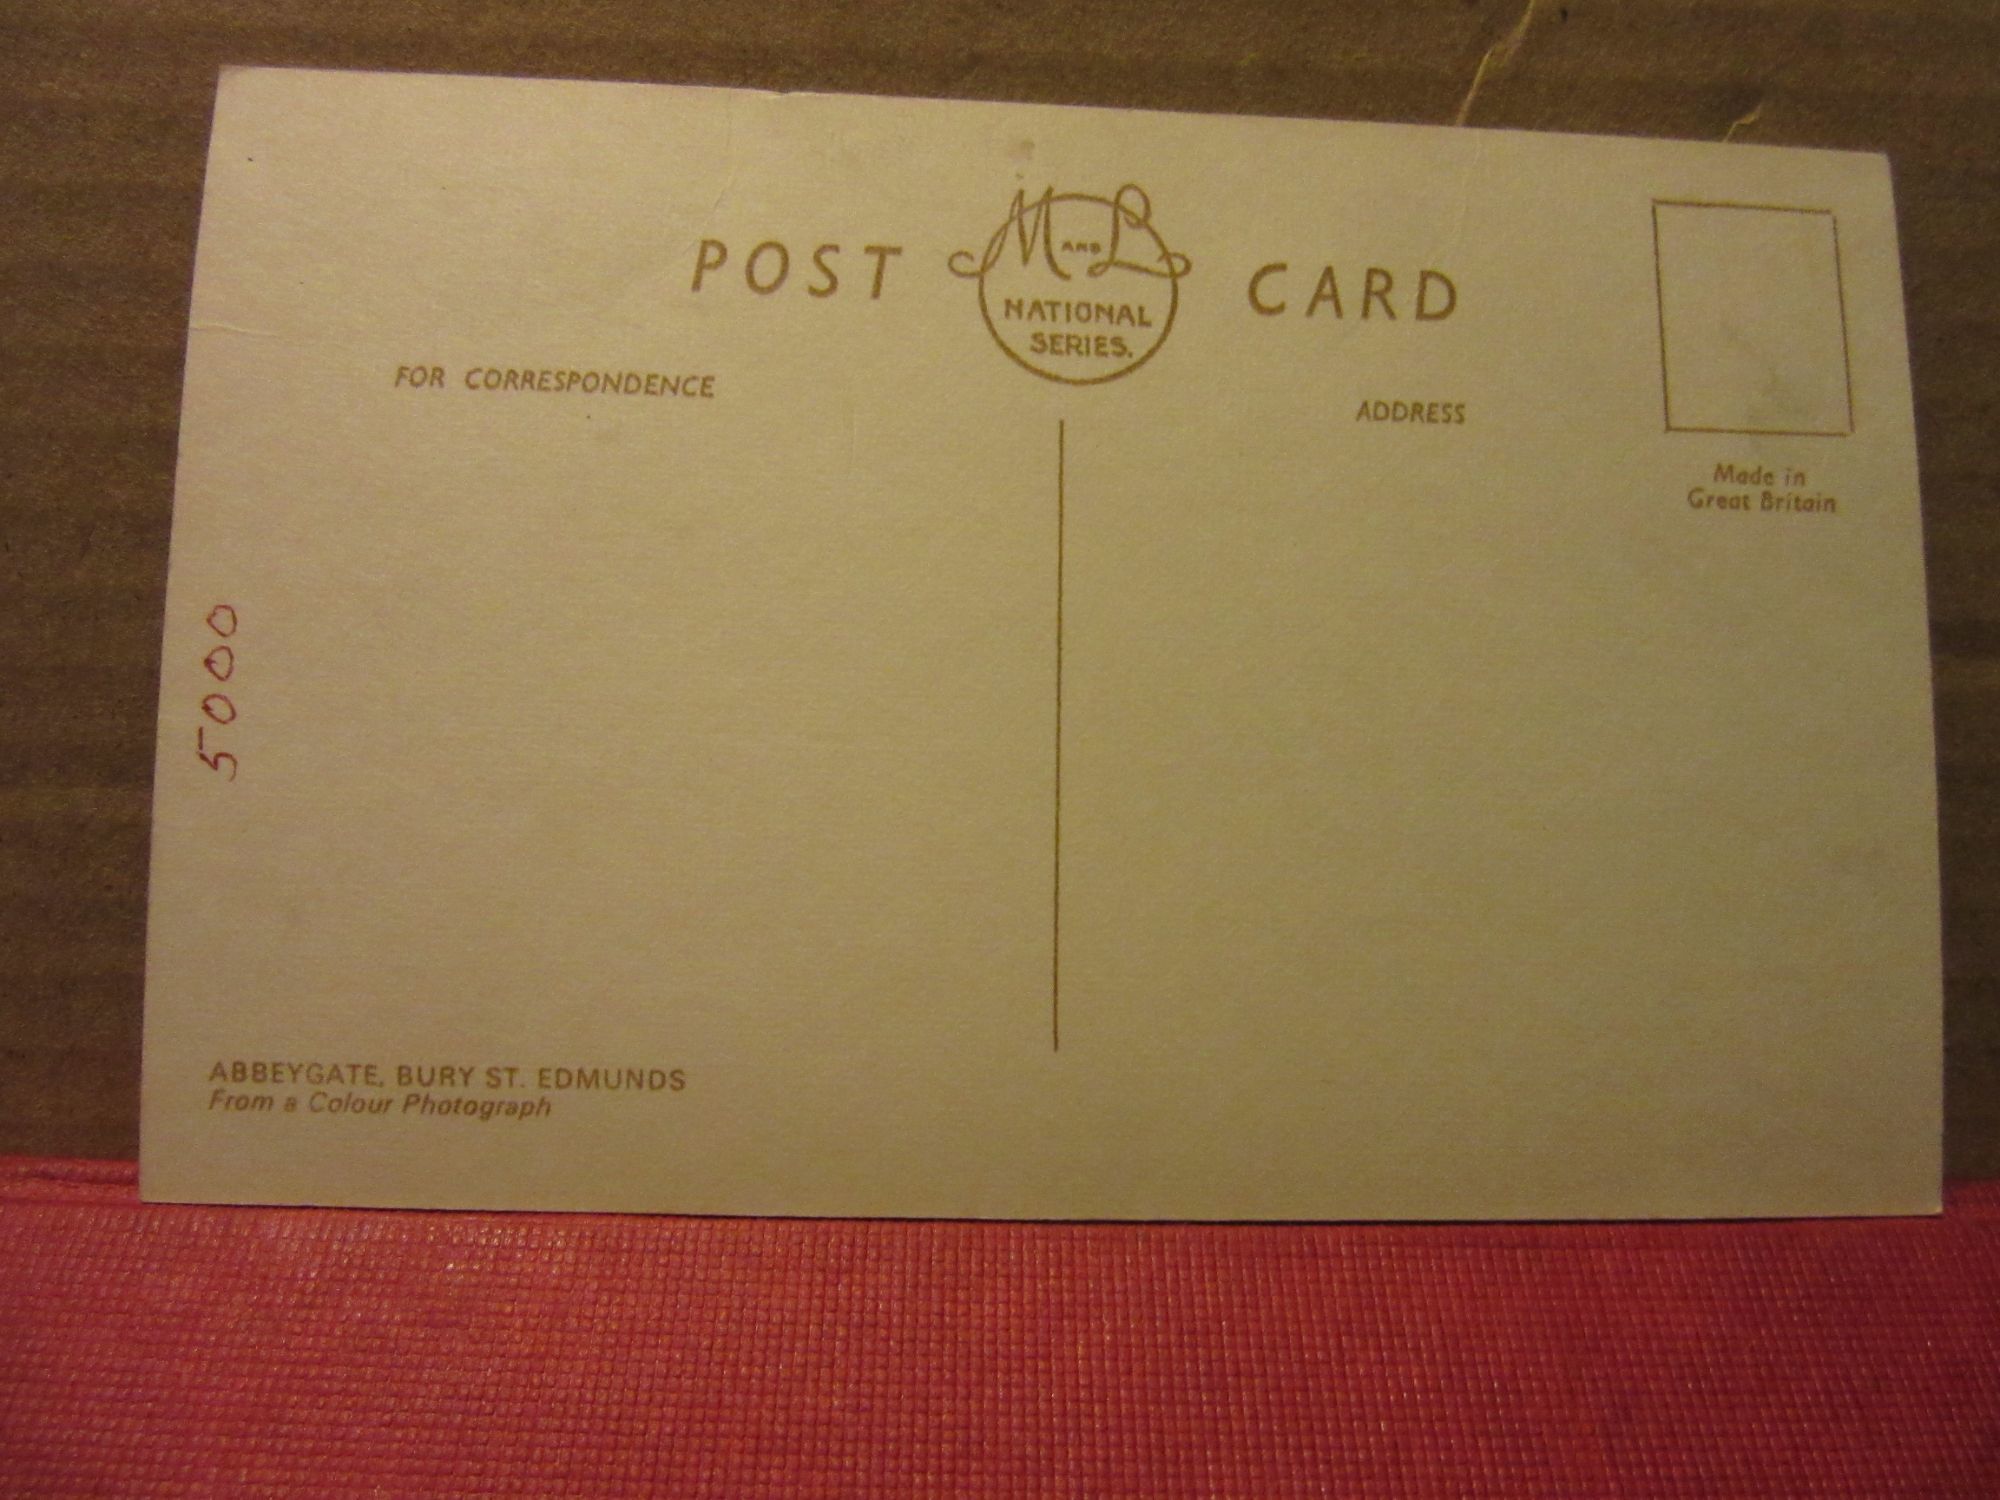 POST CARD
M AND L
NATIONAL
SERIES.
FOR CORRESPONDENCE
ADDRESS
Made in
Great Britain
5000
ABBEYGATE, BURY ST. EDMUNDS
From a Colour Photograph